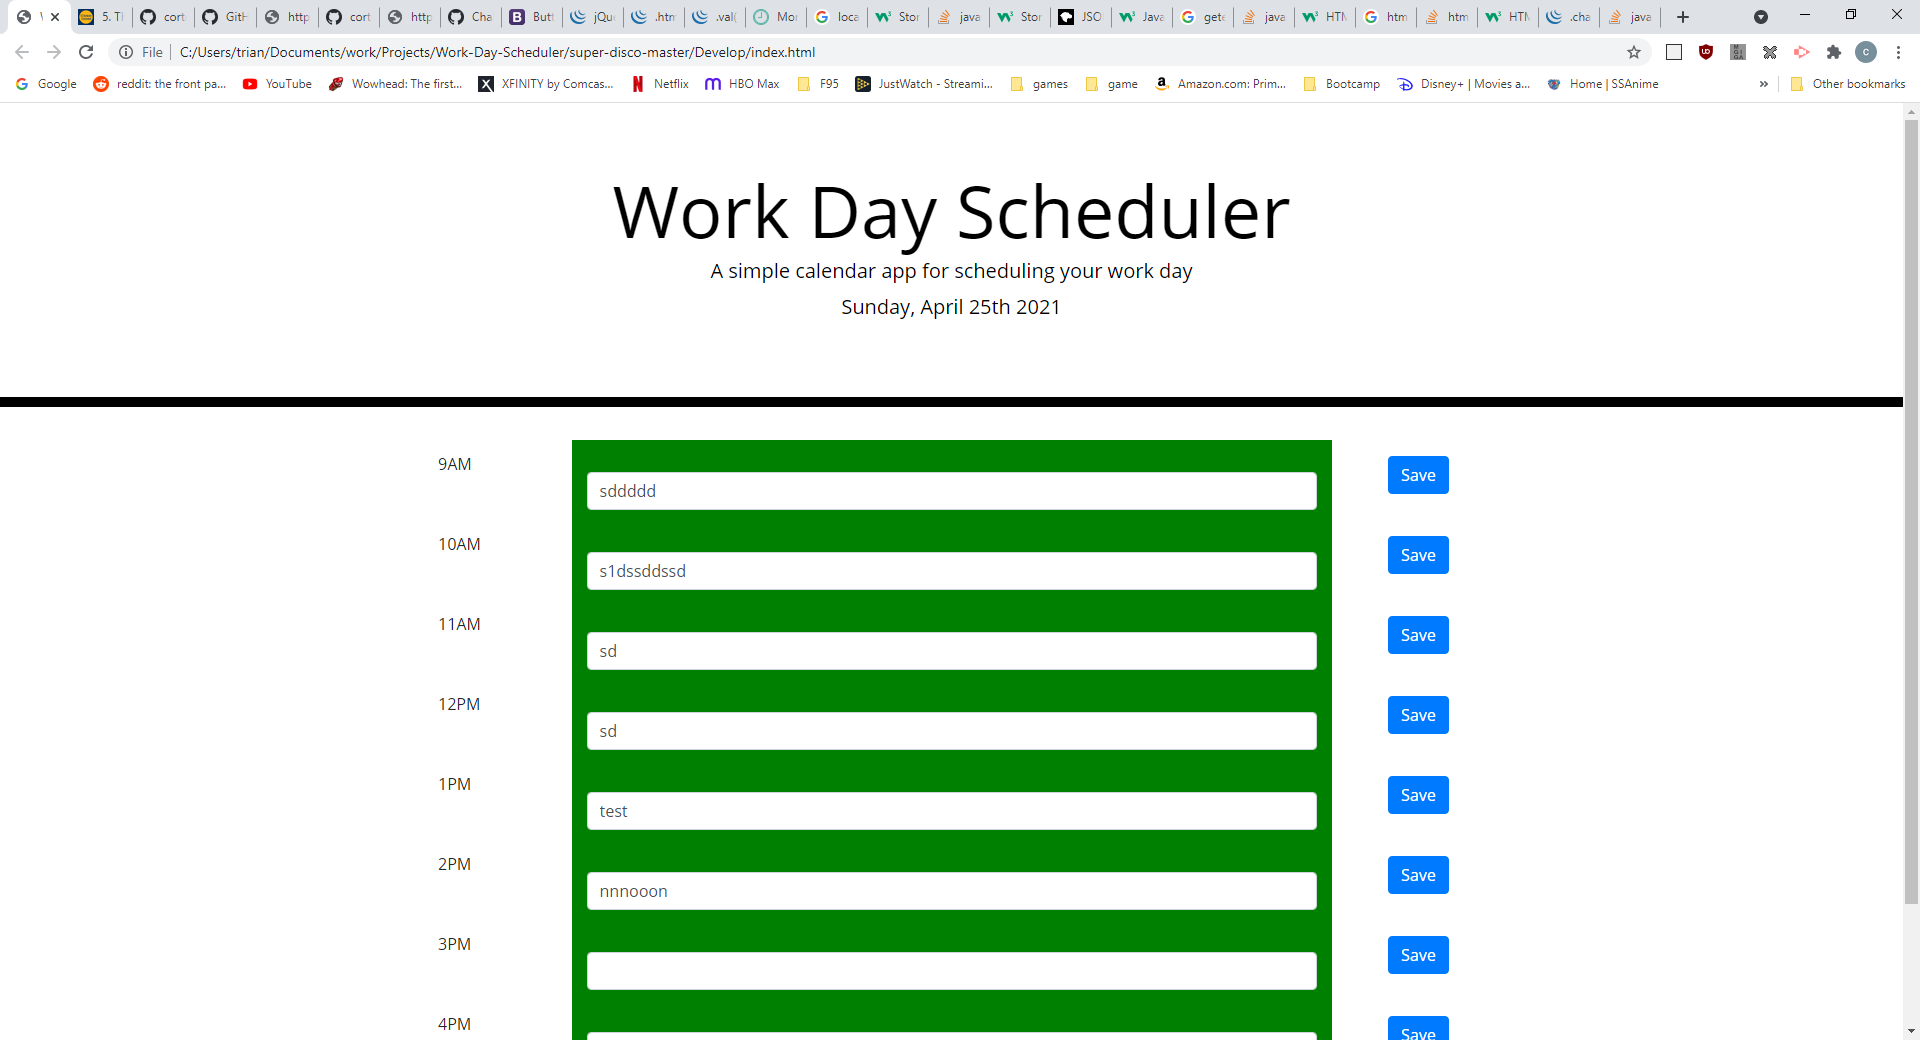 5. Tl cort GitH http cort http Cha Butt jQu .htm .val( Mor loca Stor java Stor JSO Java gete java HTM htm htm HTM .cha java
File C:/Users/trian/Documents/work/Projects/Work-Day-Scheduler/super-disco-master/Develop/index.html
Google reddit: the front pa... YouTube Wowhead: The first... XFINITY by Comcas... Netflix HBO Max F95 JustWatch - Streami... games game Amazon.com: Prim... Bootcamp Disney+ | Movies a... Home | SSAnime » Other bookmarks
Work Day Scheduler
A simple calendar app for scheduling your work day
Sunday, April 25th 2021
9AM sddddd Save
10AM s1dssddssd Save
11AM sd Save
12PM sd Save
1PM test Save
2PM nnnooon Save
3PM Save
4PM Save